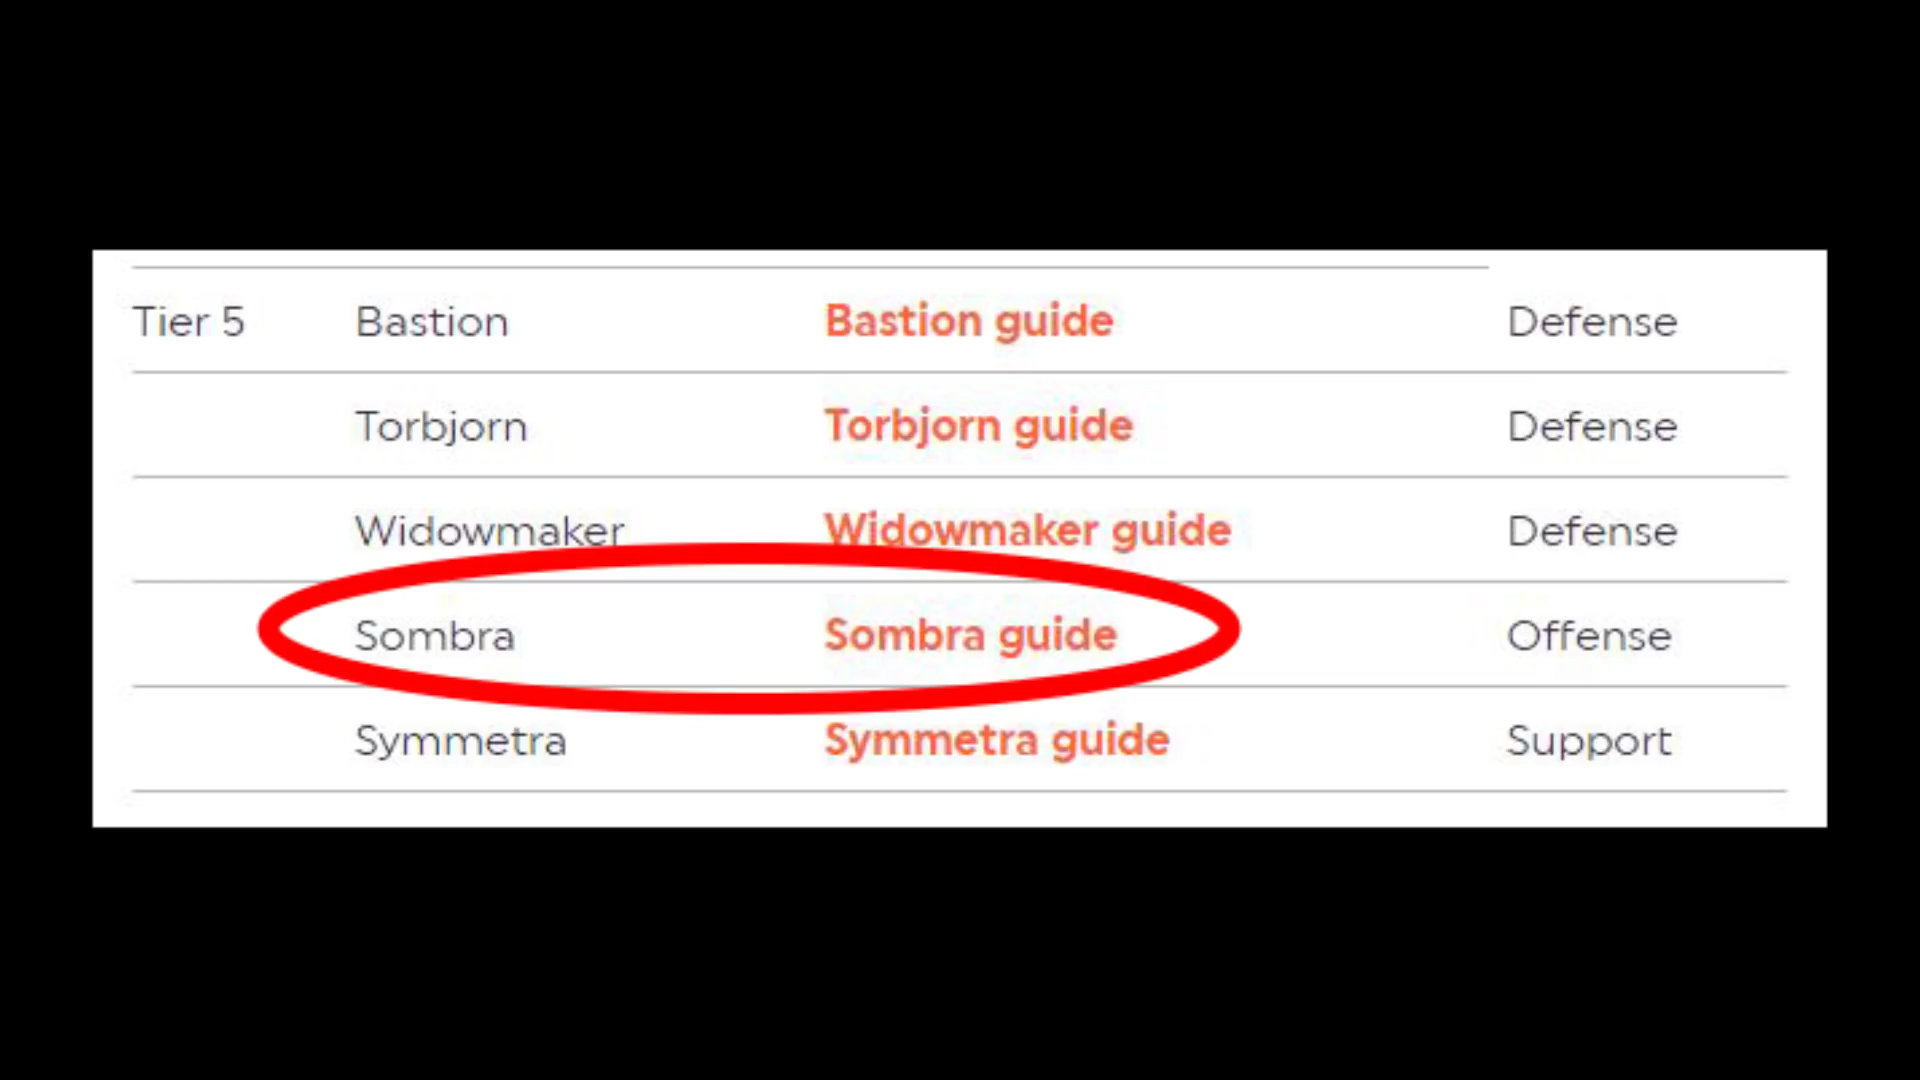 Tier 5 Bastion Bastion guide Defense
Torbjorn Torbjorn guide Defense
Widowmaker Widowmaker guide Defense
Sombra Sombra guide Offense
Symmetra Symmetra guide Support